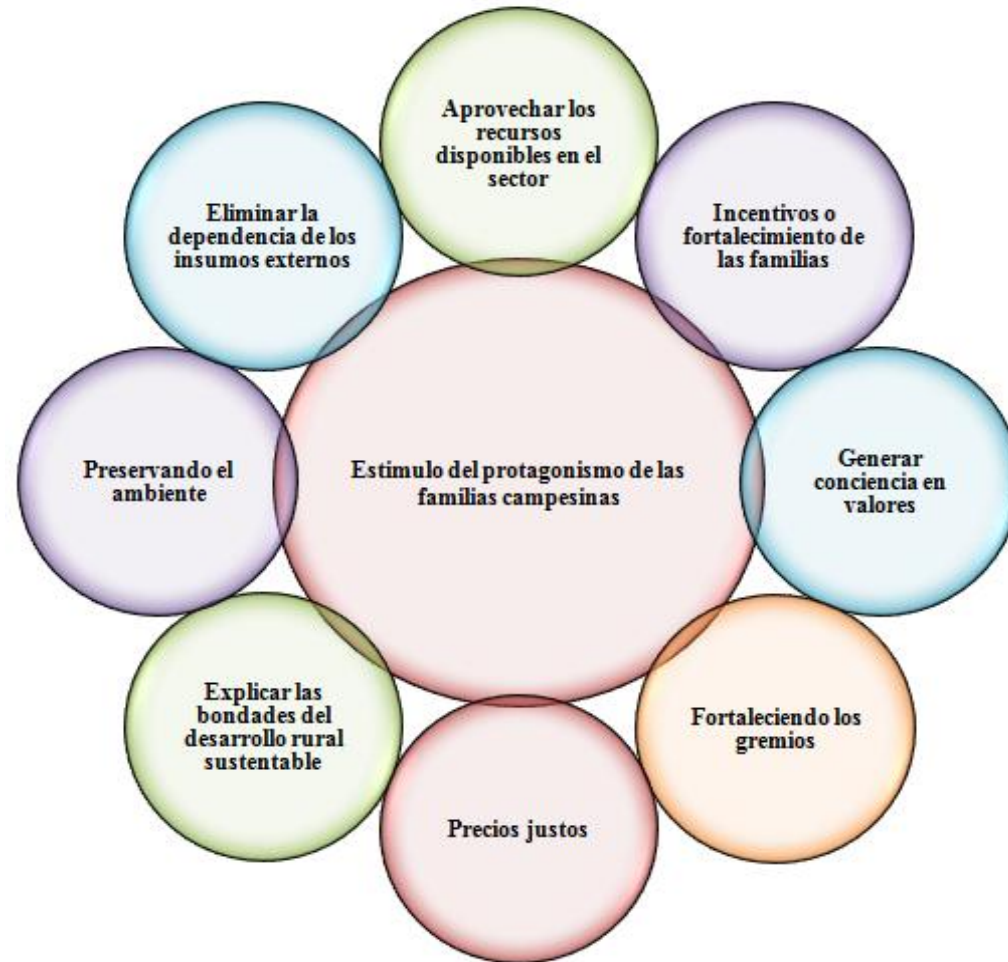 Aprovechar los
recursos
disponibles en el
sector
Incentivos o
fortalecimiento de
las familias
Generar
conciencia en
valores
Fortaleciendo los
gremios
Precios justos
Explicar las
bondades del
desarrollo rural
sustentable
Preservando el
ambiente
Eliminar la
dependencia de los
insumos externos
Estimulo del protagonismo de las
familias campesinas